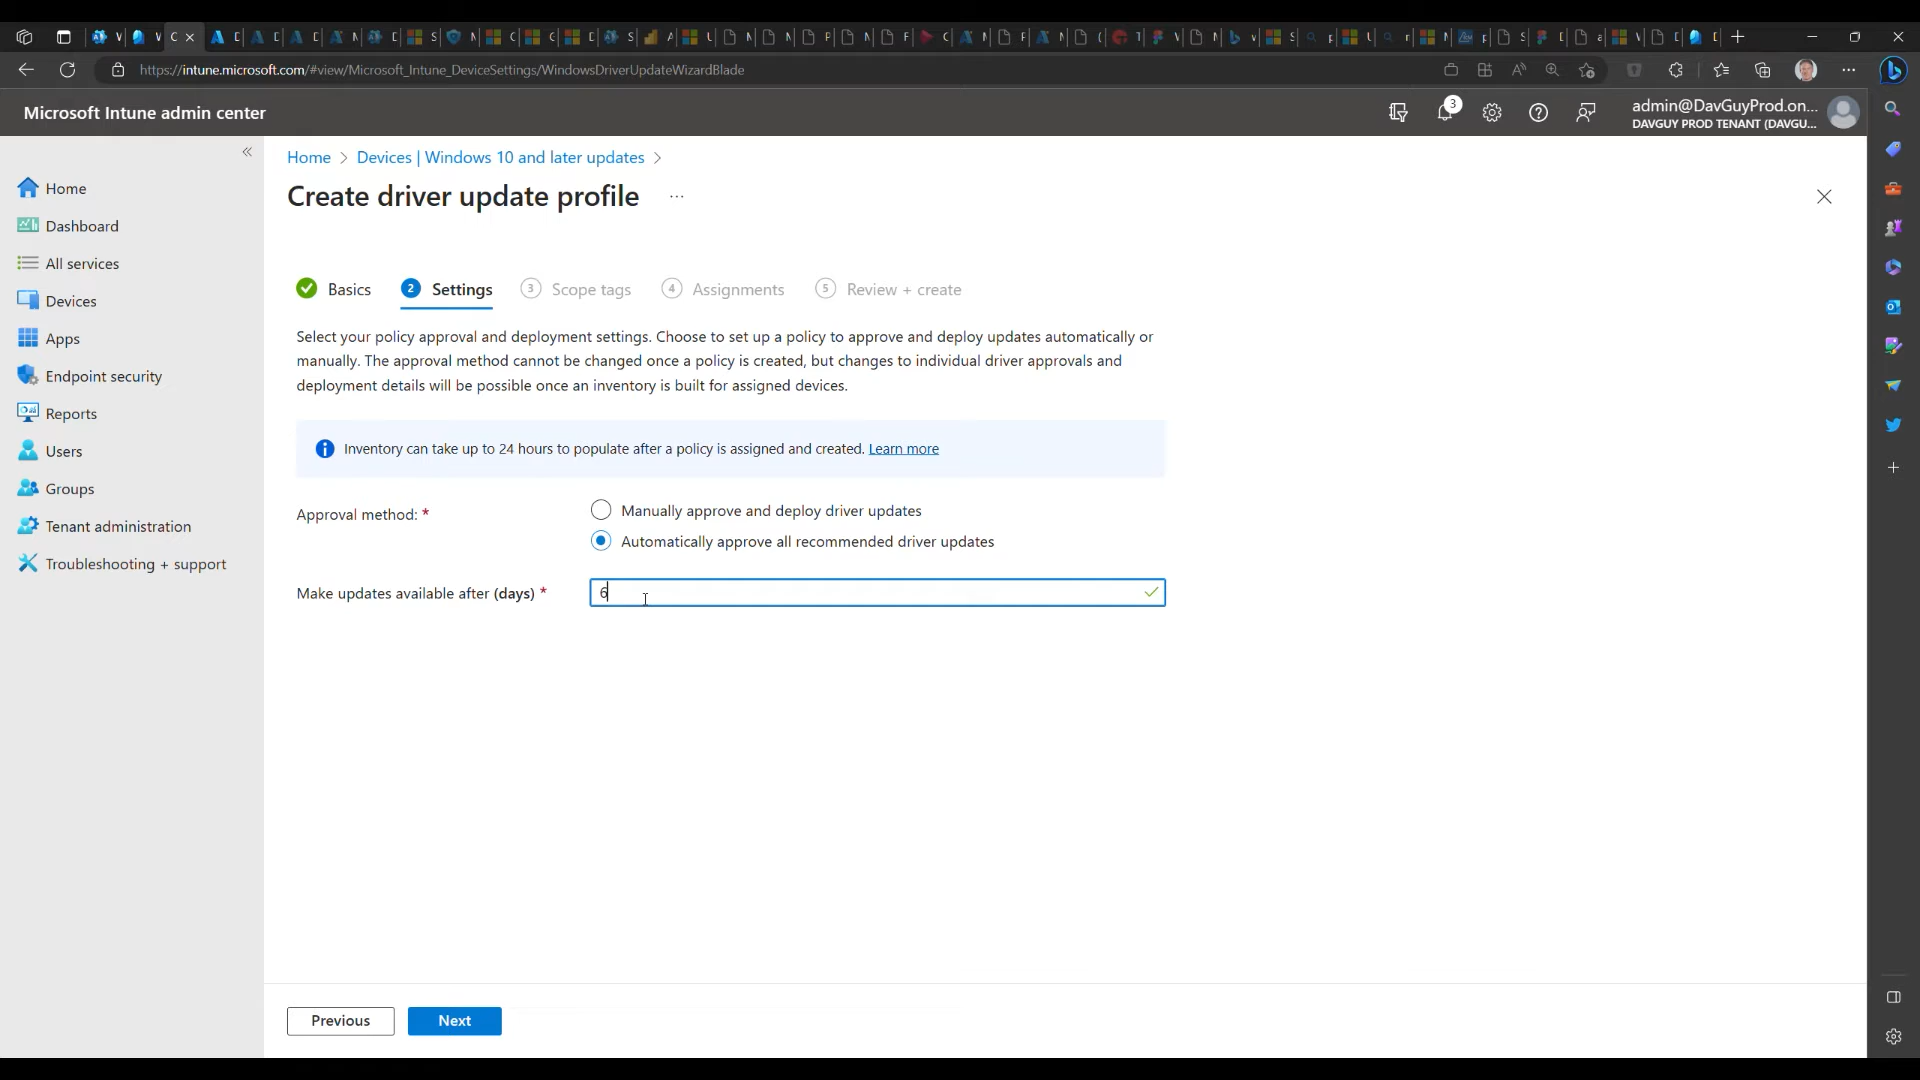 https://intune.microsoft.com/#view/Microsoft_Intune_DeviceSettings/WindowsDriverUpdateWizardBlade
Microsoft Intune admin center
3
admin@DavGuyProd.on...
DAVGUY PROD TENANT (DAVGU...
Home
Dashboard
All services
Devices
Apps
Endpoint security
Reports
Users
Groups
Tenant administration
Troubleshooting + support
Home > Devices | Windows 10 and later updates >
Create driver update profile ...
Basics 2 Settings 3 Scope tags 4 Assignments 5 Review + create
Select your policy approval and deployment settings. Choose to set up a policy to approve and deploy updates automatically or
manually. The approval method cannot be changed once a policy is created, but changes to individual driver approvals and
deployment details will be possible once an inventory is built for assigned devices.
Inventory can take up to 24 hours to populate after a policy is assigned and created. Learn more
Approval method: *
Manually approve and deploy driver updates
Automatically approve all recommended driver updates
Make updates available after (days) *
6
Previous
Next